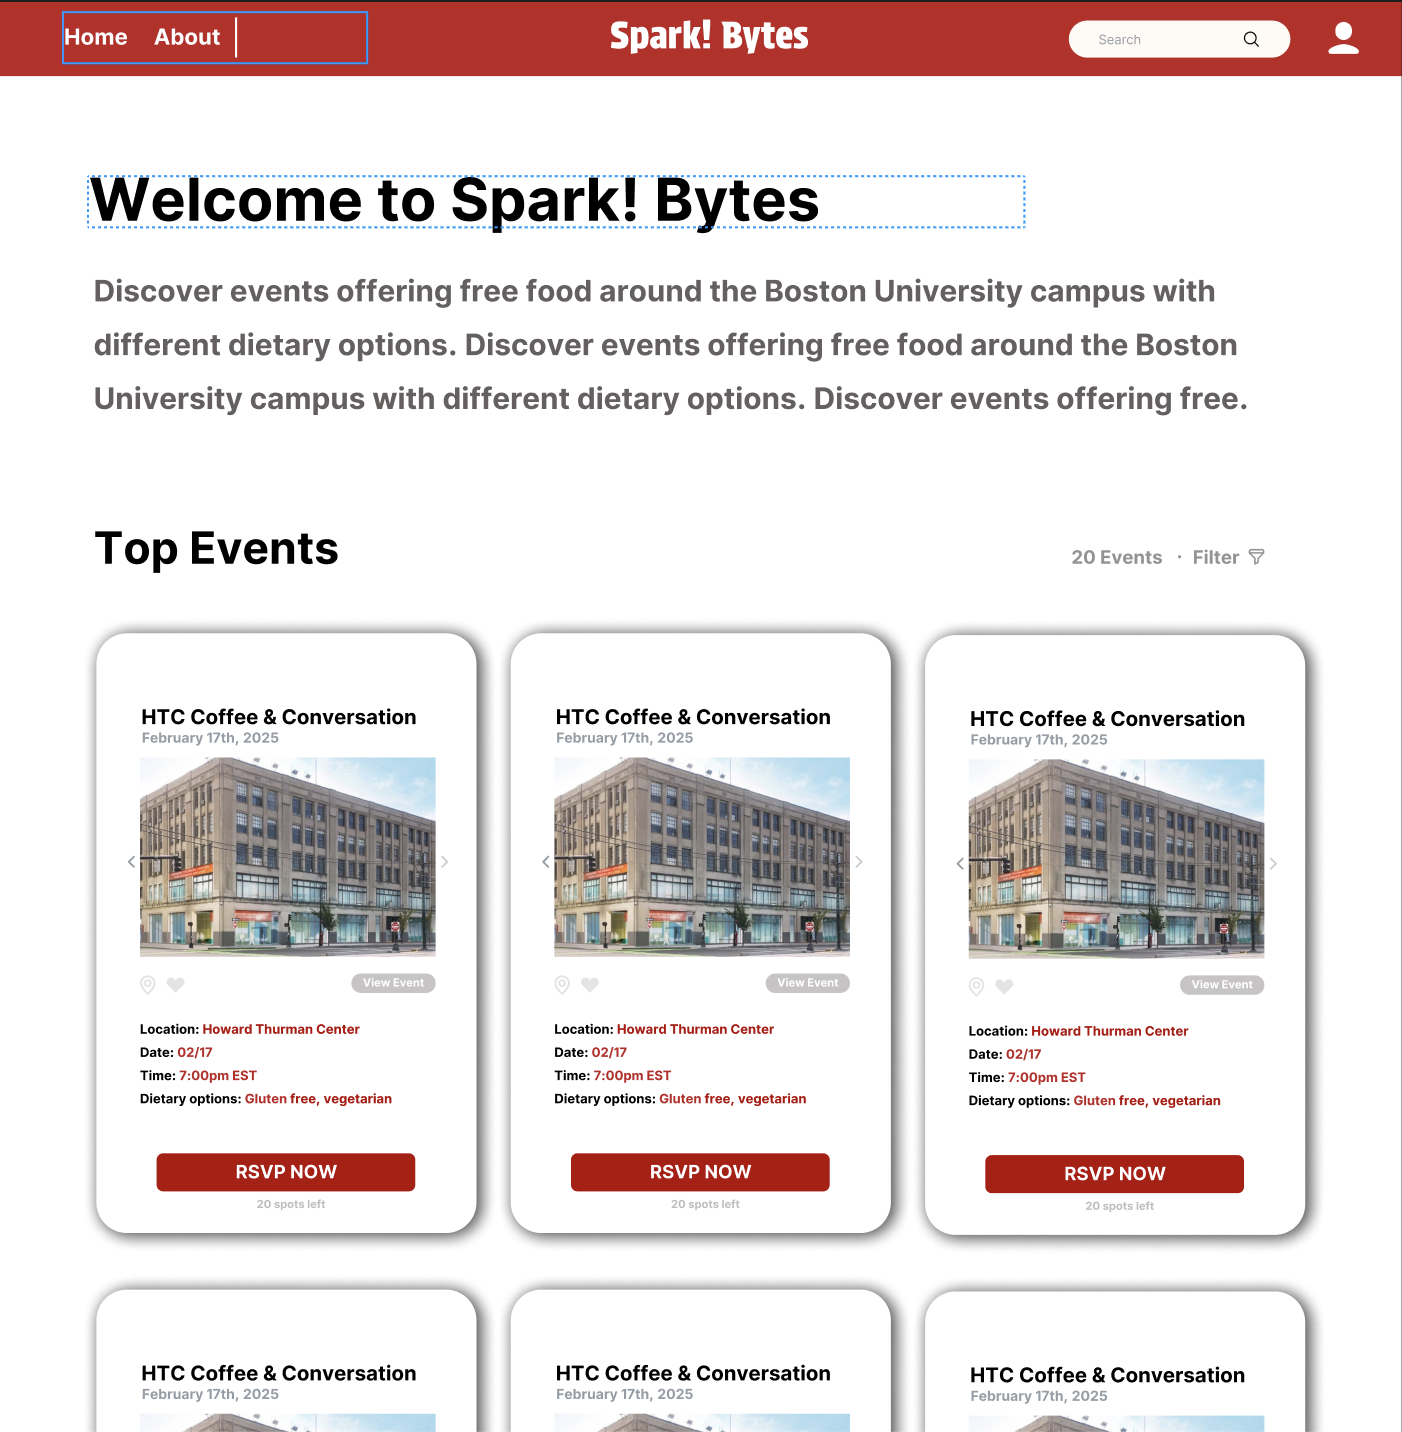 Home About
Spark! Bytes
Search
Welcome to Spark! Bytes
Discover events offering free food around the Boston University campus with
different dietary options. Discover events offering free food around the Boston
University campus with different dietary options. Discover events offering free.
Top Events
20 Events · Filter
HTC Coffee & Conversation
February 17th, 2025
View Event
Location: Howard Thurman Center
Date: 02/17
Time: 7:00pm EST
Dietary options: Gluten free, vegetarian
RSVP NOW
20 spots left
HTC Coffee & Conversation
February 17th, 2025
View Event
Location: Howard Thurman Center
Date: 02/17
Time: 7:00pm EST
Dietary options: Gluten free, vegetarian
RSVP NOW
20 spots left
HTC Coffee & Conversation
February 17th, 2025
View Event
Location: Howard Thurman Center
Date: 02/17
Time: 7:00pm EST
Dietary options: Gluten free, vegetarian
RSVP NOW
20 spots left
HTC Coffee & Conversation
February 17th, 2025
HTC Coffee & Conversation
February 17th, 2025
HTC Coffee & Conversation
February 17th, 2025